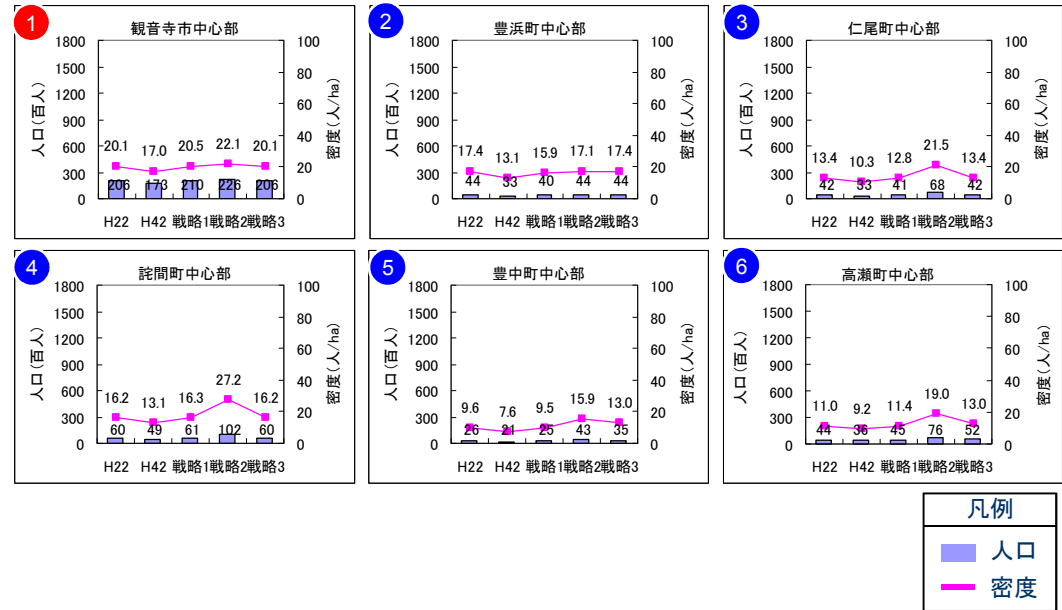 1
観音寺市中心部
人口(百人)
密度(人/ha)
1800 1500 1200 900 600 300 0
100 80 60 40 20 0
20.1 17.0 20.5 22.1 20.1
206 173 210 226 206
H22 H42 戦略1 戦略2 戦略3
2
豊浜町中心部
人口(百人)
密度(人/ha)
1800 1500 1200 900 600 300 0
100 80 60 40 20 0
17.4 13.1 15.9 17.1 17.4
44 33 40 44 44
H22 H42 戦略1 戦略2 戦略3
3
仁尾町中心部
人口(百人)
密度(人/ha)
1800 1500 1200 900 600 300 0
100 80 60 40 20 0
13.4 10.3 12.8 21.5 13.4
42 33 41 68 42
H22 H42 戦略1 戦略2 戦略3
4
詫間町中心部
人口(百人)
密度(人/ha)
1800 1500 1200 900 600 300 0
100 80 60 40 20 0
16.2 13.1 16.3 27.2 16.2
60 49 61 102 60
H22 H42 戦略1 戦略2 戦略3
5
豊中町中心部
人口(百人)
密度(人/ha)
1800 1500 1200 900 600 300 0
100 80 60 40 20 0
9.6 7.6 9.5 15.9 13.0
26 21 25 43 35
H22 H42 戦略1 戦略2 戦略3
6
高瀬町中心部
人口(百人)
密度(人/ha)
1800 1500 1200 900 600 300 0
100 80 60 40 20 0
11.0 9.2 11.4 19.0 13.0
44 36 45 76 52
H22 H42 戦略1 戦略2 戦略3
凡例
人口
密度